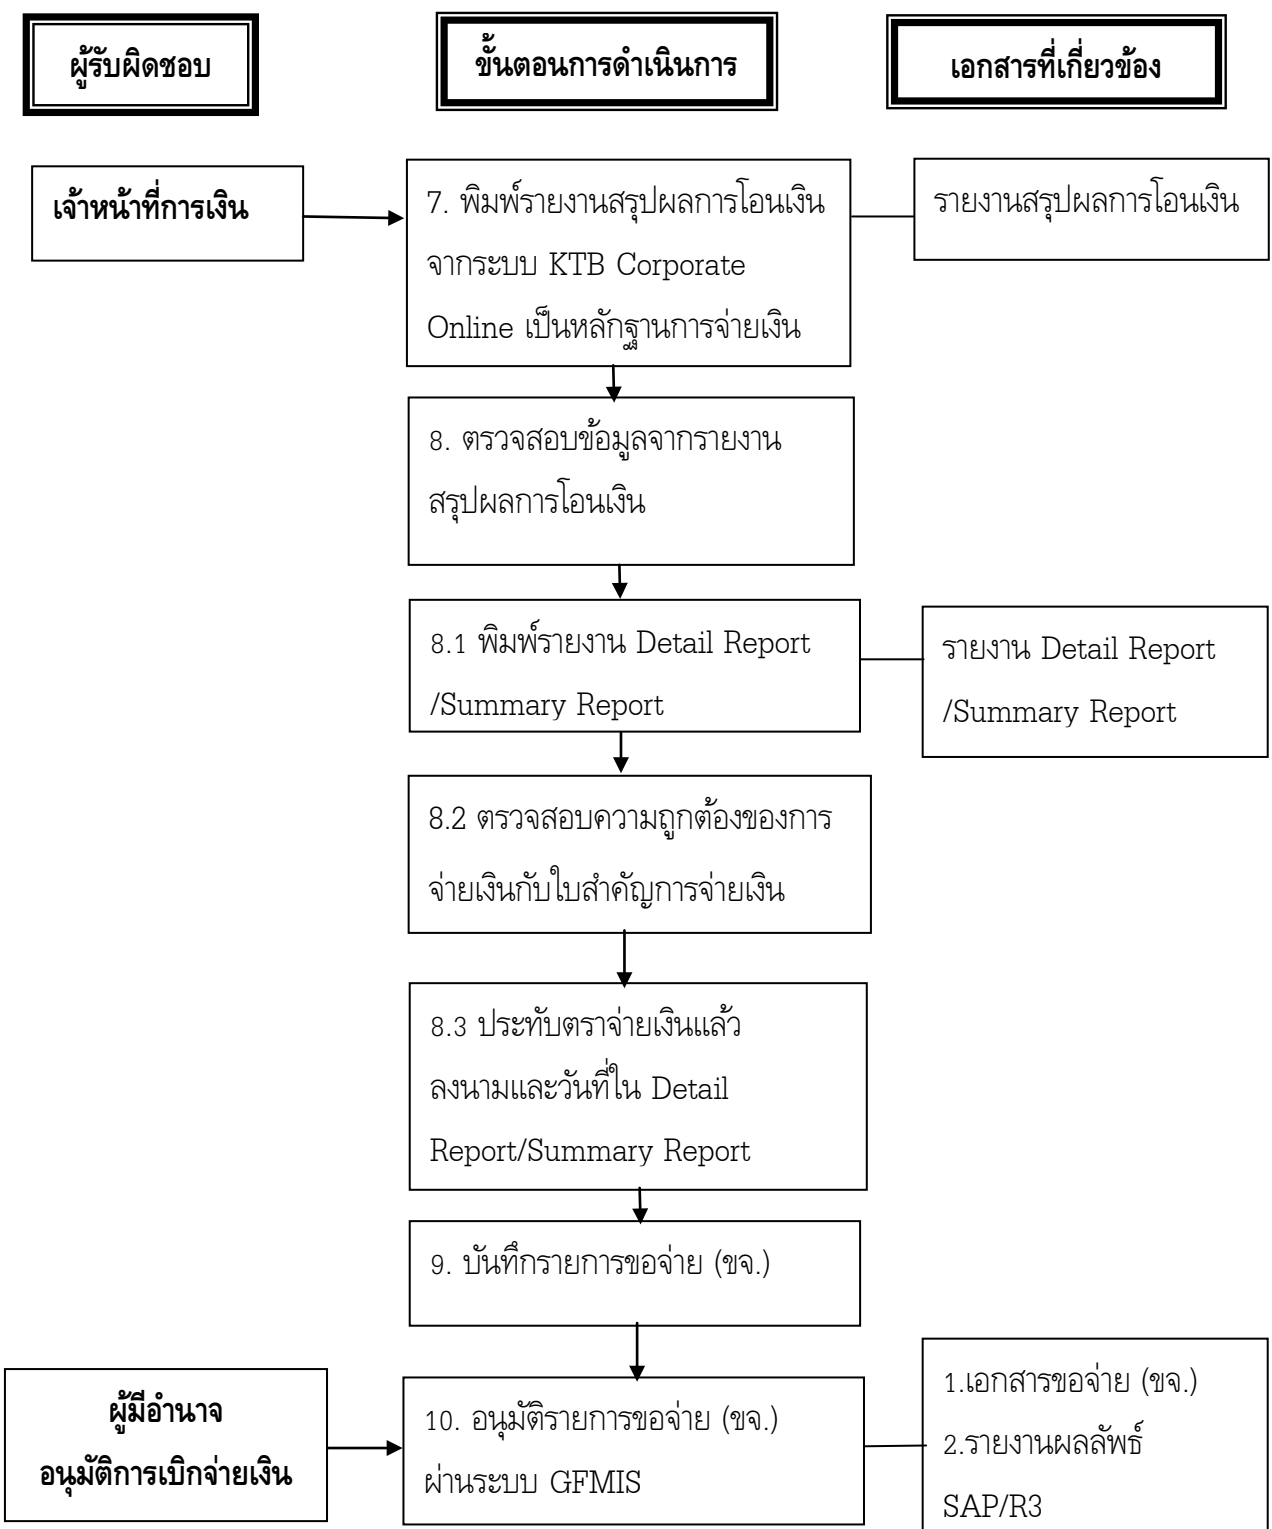 ผู้รับผิดชอบ
ขั้นตอนการดำเนินการ
เอกสารที่เกี่ยวข้อง
เจ้าหน้าที่การเงิน
7. พิมพ์รายงานสรุปผลการโอนเงิน
จากระบบ KTB Corporate
Online เป็นหลักฐานการจ่ายเงิน
รายงานสรุปผลการโอนเงิน
8. ตรวจสอบข้อมูลจากรายงาน
สรุปผลการโอนเงิน
8.1 พิมพ์รายงาน Detail Report
/Summary Report
รายงาน Detail Report
/Summary Report
8.2 ตรวจสอบความถูกต้องของการ
จ่ายเงินกับใบสำคัญการจ่ายเงิน
8.3 ประทับตราจ่ายเงินแล้ว
ลงนามและวันที่ใน Detail
Report/Summary Report
9. บันทึกรายการขอจ่าย (ขจ.)
ผู้มีอำนาจ
อนุมัติการเบิกจ่ายเงิน
10. อนุมัติรายการขอจ่าย (ขจ.)
ผ่านระบบ GFMIS
1.เอกสารขอจ่าย (ขจ.)
2.รายงานผลลัพธ์
SAP/R3